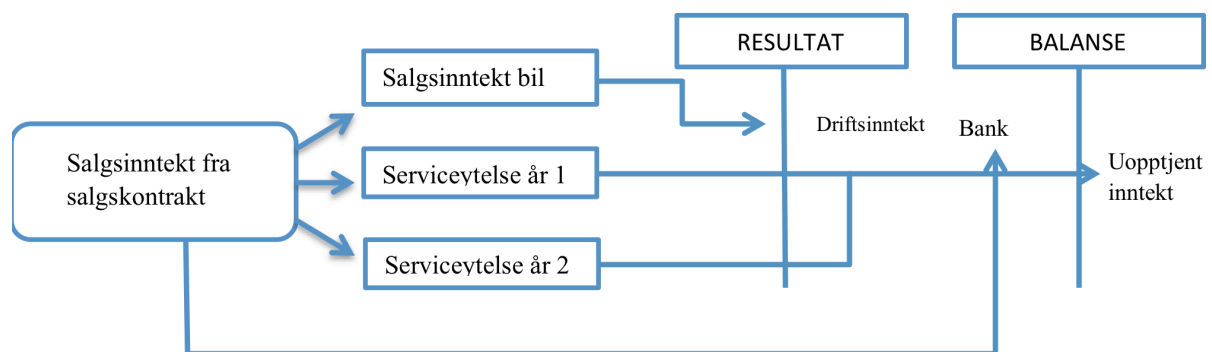 RESULTAT
BALANSE
Salgsinntekt bil
Driftsinntekt
Bank
Salgsinntekt fra
salgskontrakt
Serviceytelse år 1
Uopptjent
inntekt
Serviceytelse år 2